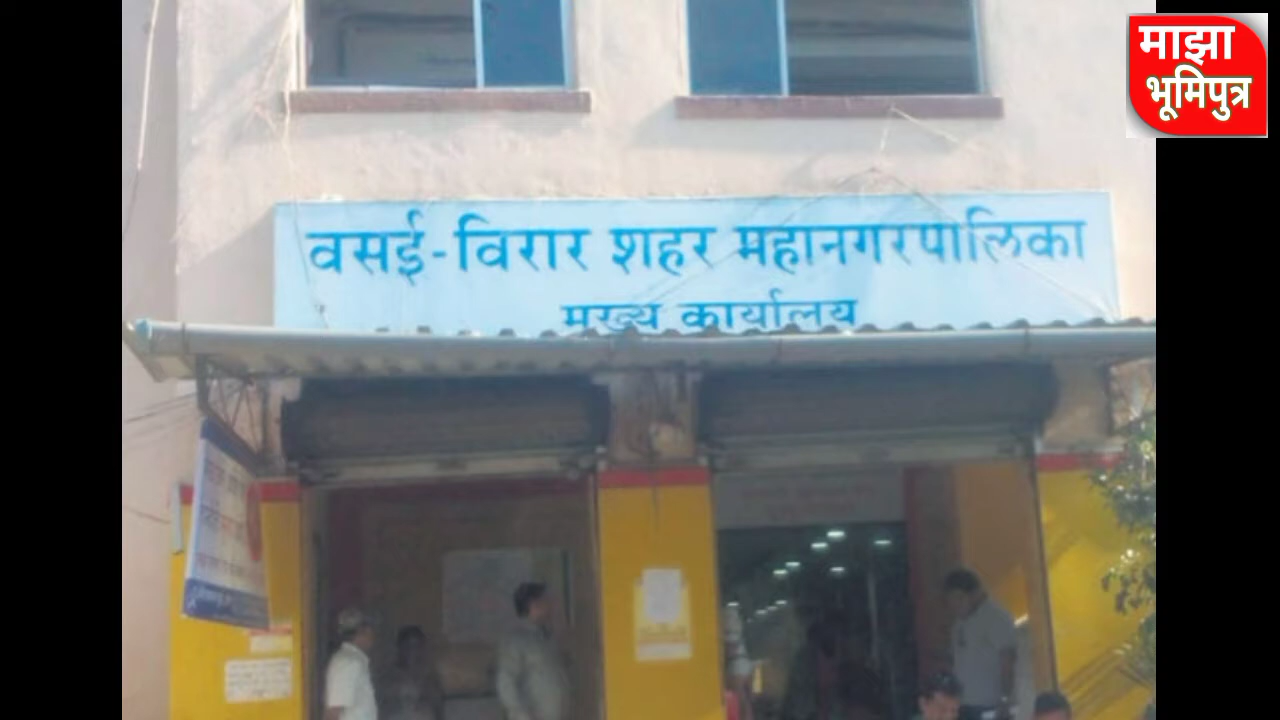 माझा
भूमिपुत्र
वसई-विरार शहर महानगरपालिका
मुख्य कार्यालय